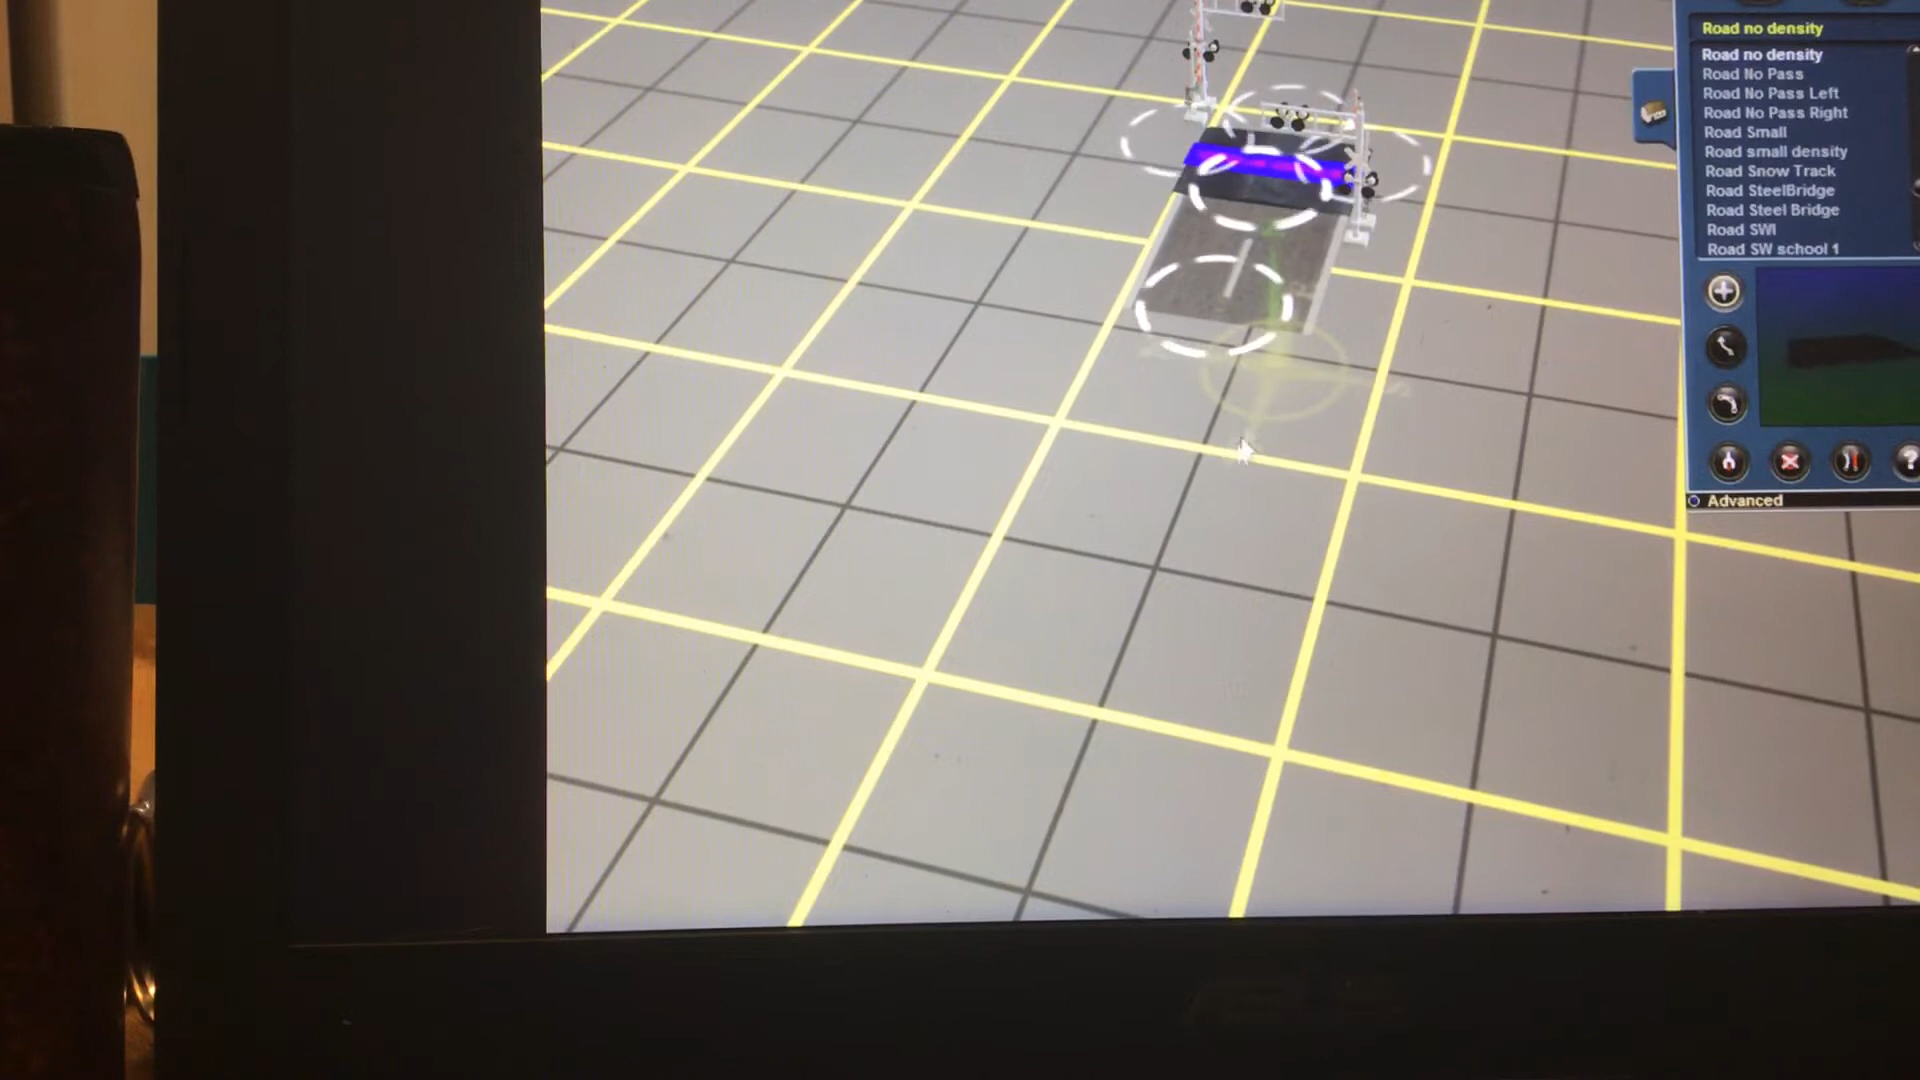 Road no density
Road no density
Road No Pass
Road No Pass Left
Road No Pass Right
Road Small
Road small density
Road Snow Track
Road SteelBridge
Road Steel Bridge
Road SWI
Road SW school 1
?
Advanced